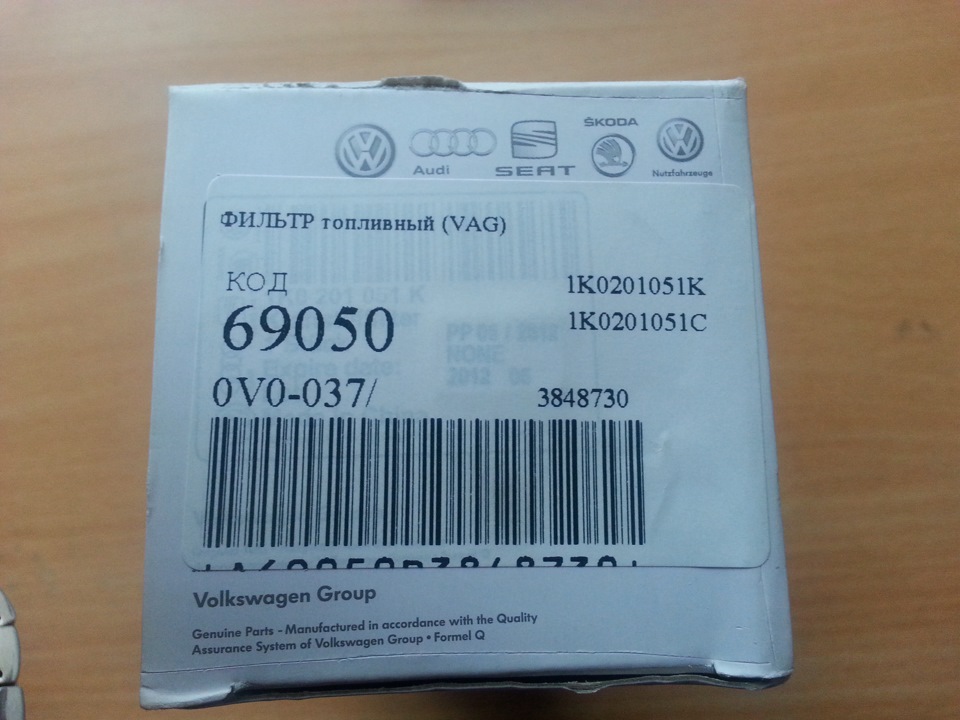 ŠKODA
Audi SEAT Nutzfahrzeuge
ФИЛЬТР топливный (VAG)
КОД 1K0201051K
69050 1K0201051C
0V0-037/ 3848730
Volkswagen Group
Genuine Parts - Manufactured in accordance with the Quality
Assurance System of Volkswagen Group • Formel Q